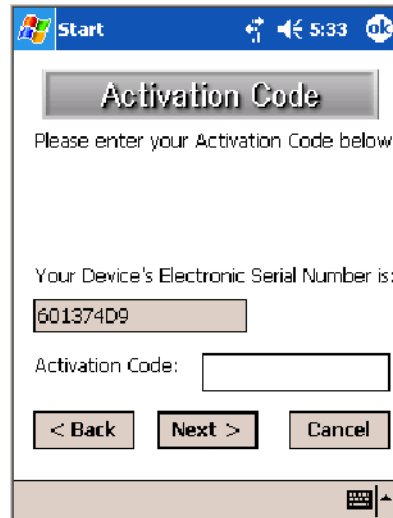 Start 5:33 ok
Activation Code
Please enter your Activation Code below
Your Device's Electronic Serial Number is:
601374D9
Activation Code:
< Back Next > Cancel